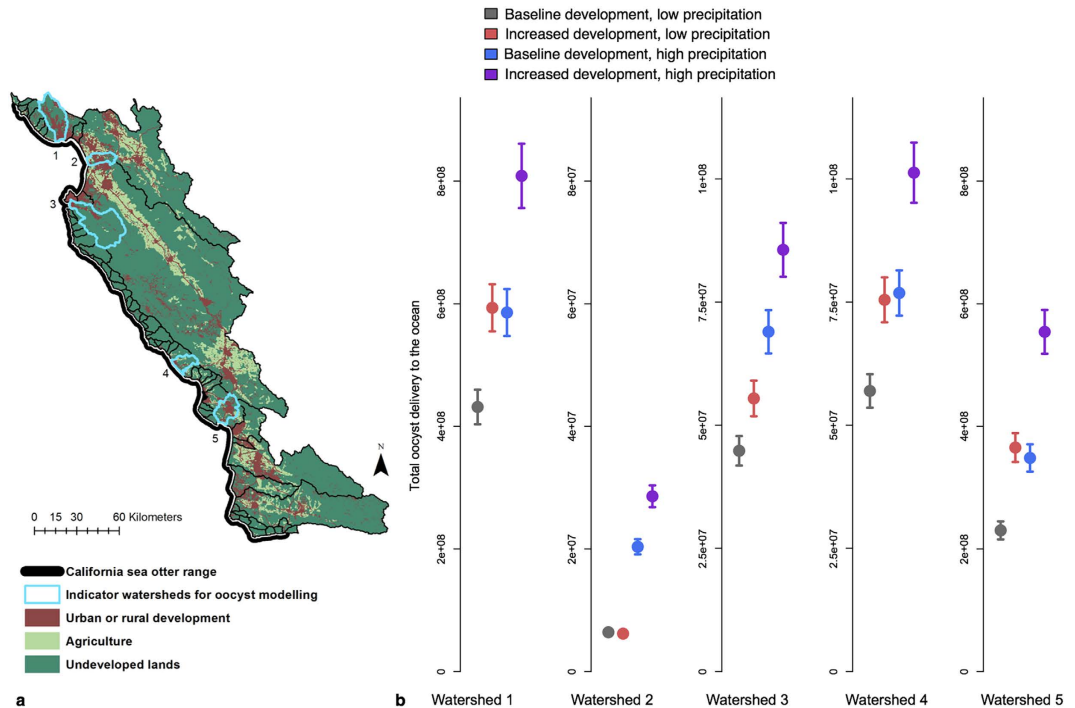 Baseline development, low precipitation
Increased development, low precipitation
Baseline development, high precipitation
Increased development, high precipitation
1
2
3
4
5
N
0 15 30 60 Kilometers
California sea otter range
Indicator watersheds for oocyst modelling
Urban or rural development
Agriculture
Undeveloped lands
a
Total oocyst delivery to the ocean
8e+08
6e+08
4e+08
2e+08
0
Watershed 1
8e+07
6e+07
4e+07
2e+07
0
Watershed 2
1e+08
7.5e+07
5e+07
2.5e+07
0
Watershed 3
1e+08
7.5e+07
5e+07
2.5e+07
0
Watershed 4
8e+08
6e+08
4e+08
2e+08
0
Watershed 5
b